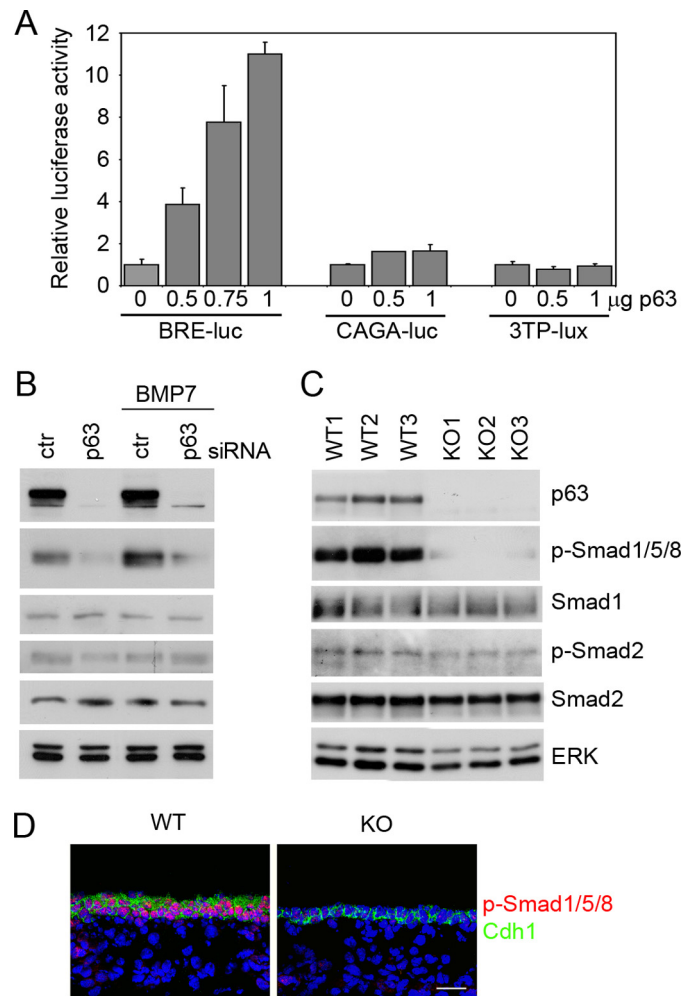 A
Relative luciferase activity
12
10
8
6
4
2
0
0 0.5 0.75 1 0 0.5 1 0 0.5 1 μg p63
BRE-luc CAGA-luc 3TP-lux
B
BMP7
ctr p63 ctr p63 siRNA
C
WT1 WT2 WT3 KO1 KO2 KO3
p63
p-Smad1/5/8
Smad1
p-Smad2
Smad2
ERK
D
WT KO
p-Smad1/5/8
Cdh1